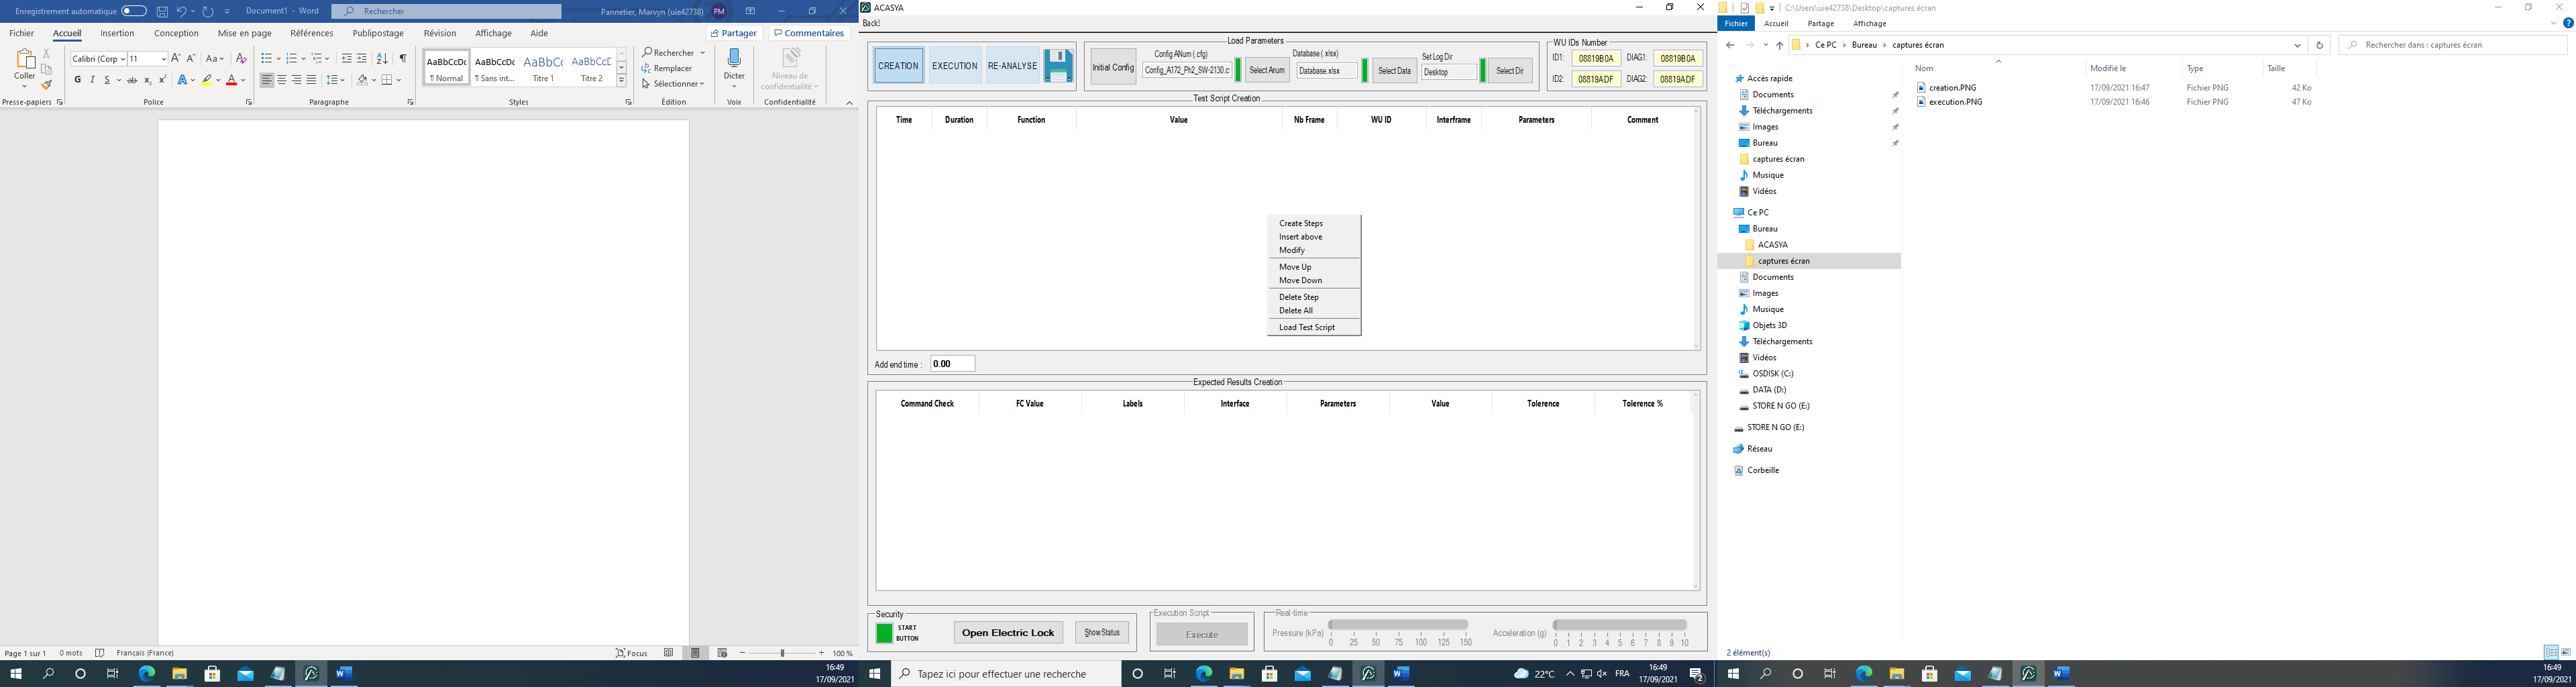 Enregistrement automatique
Document1 - Word
Rechercher
Pannetier, Marvyn (uie42738)
PM
Fichier
Accueil
Insertion
Conception
Mise en page
Références
Publipostage
Révision
Affichage
Aide
Partager
Commentaires
Coller
Calibri (Corp
11
G I S ab x₂ x²
AaBbCcDc
¶ Normal
AaBbCcDc
¶ Sans int...
AaBbC(
Titre 1
AaBbCcD
Titre 2
Rechercher
Remplacer
Sélectionner
Dicter
Niveau de
confidentialité
Presse-papiers
Police
Paragraphe
Styles
Édition
Voix
Confidentialité
Page 1 sur 1
0 mots
Français (France)
Focus
100 %
16:49
17/09/2021
ACASYA
Back!
CREATION
EXECUTION
RE-ANALYSE
Load Parameters
Initial Config
Config ANum (.cfg)
Config_A172_Ph2_SW-2130.c
Select Anum
Database (.xlsx)
Database.xlsx
Select Data
Set Log Dir
Desktop
Select Dir
WU IDs Number
ID1: 08819B0A DIAG1: 08819B0A
ID2: 08819ADF DIAG2: 08819ADF
Test Script Creation
Time Duration Function Value Nb Frame WU ID Interframe Parameters Comment
Create Steps
Insert above
Modify
Move Up
Move Down
Delete Step
Delete All
Load Test Script
Add end time : 0.00
Expected Results Creation
Command Check FC Value Labels Interface Parameters Value Tolerence Tolerence %
Security
START
BUTTON
Open Electric Lock
Show Status
Execution Script
Execute
Real-time
Pressure (kPa)
0 25 50 75 100 125 150
Acceleration (g)
0 1 2 3 4 5 6 7 8 9 10
Tapez ici pour effectuer une recherche
22°C
FRA
16:49
17/09/2021
2
C:\Users\uie42738\Desktop\captures écran
Fichier
Accueil
Partage
Affichage
Ce PC > Bureau > captures écran
Rechercher dans : captures écran
Nom Modifié le Type Taille
creation.PNG 17/09/2021 16:47 Fichier PNG 42 Ko
execution.PNG 17/09/2021 16:46 Fichier PNG 47 Ko
Accès rapide
Documents
Téléchargements
Images
Bureau
captures écran
Musique
Vidéos
Ce PC
Bureau
ACASYA
captures écran
Documents
Images
Musique
Objets 3D
Téléchargements
Vidéos
OSDISK (C:)
DATA (D:)
STORE N GO (E:)
STORE N GO (E:)
Réseau
Corbeille
2 élément(s)
16:49
17/09/2021